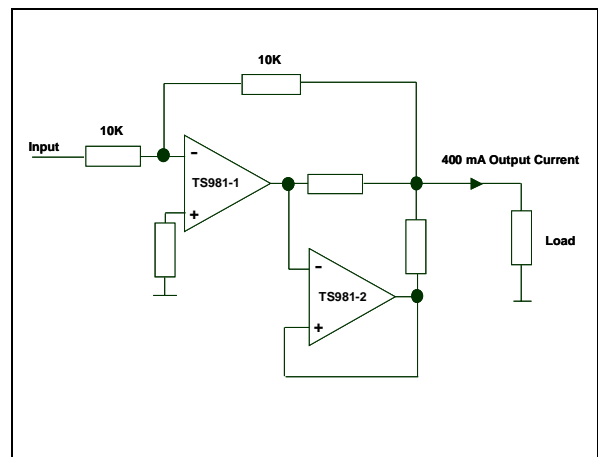 10K
10K
Input
-
TS981-1
+
400 mA Output Current
Load
-
TS981-2
+